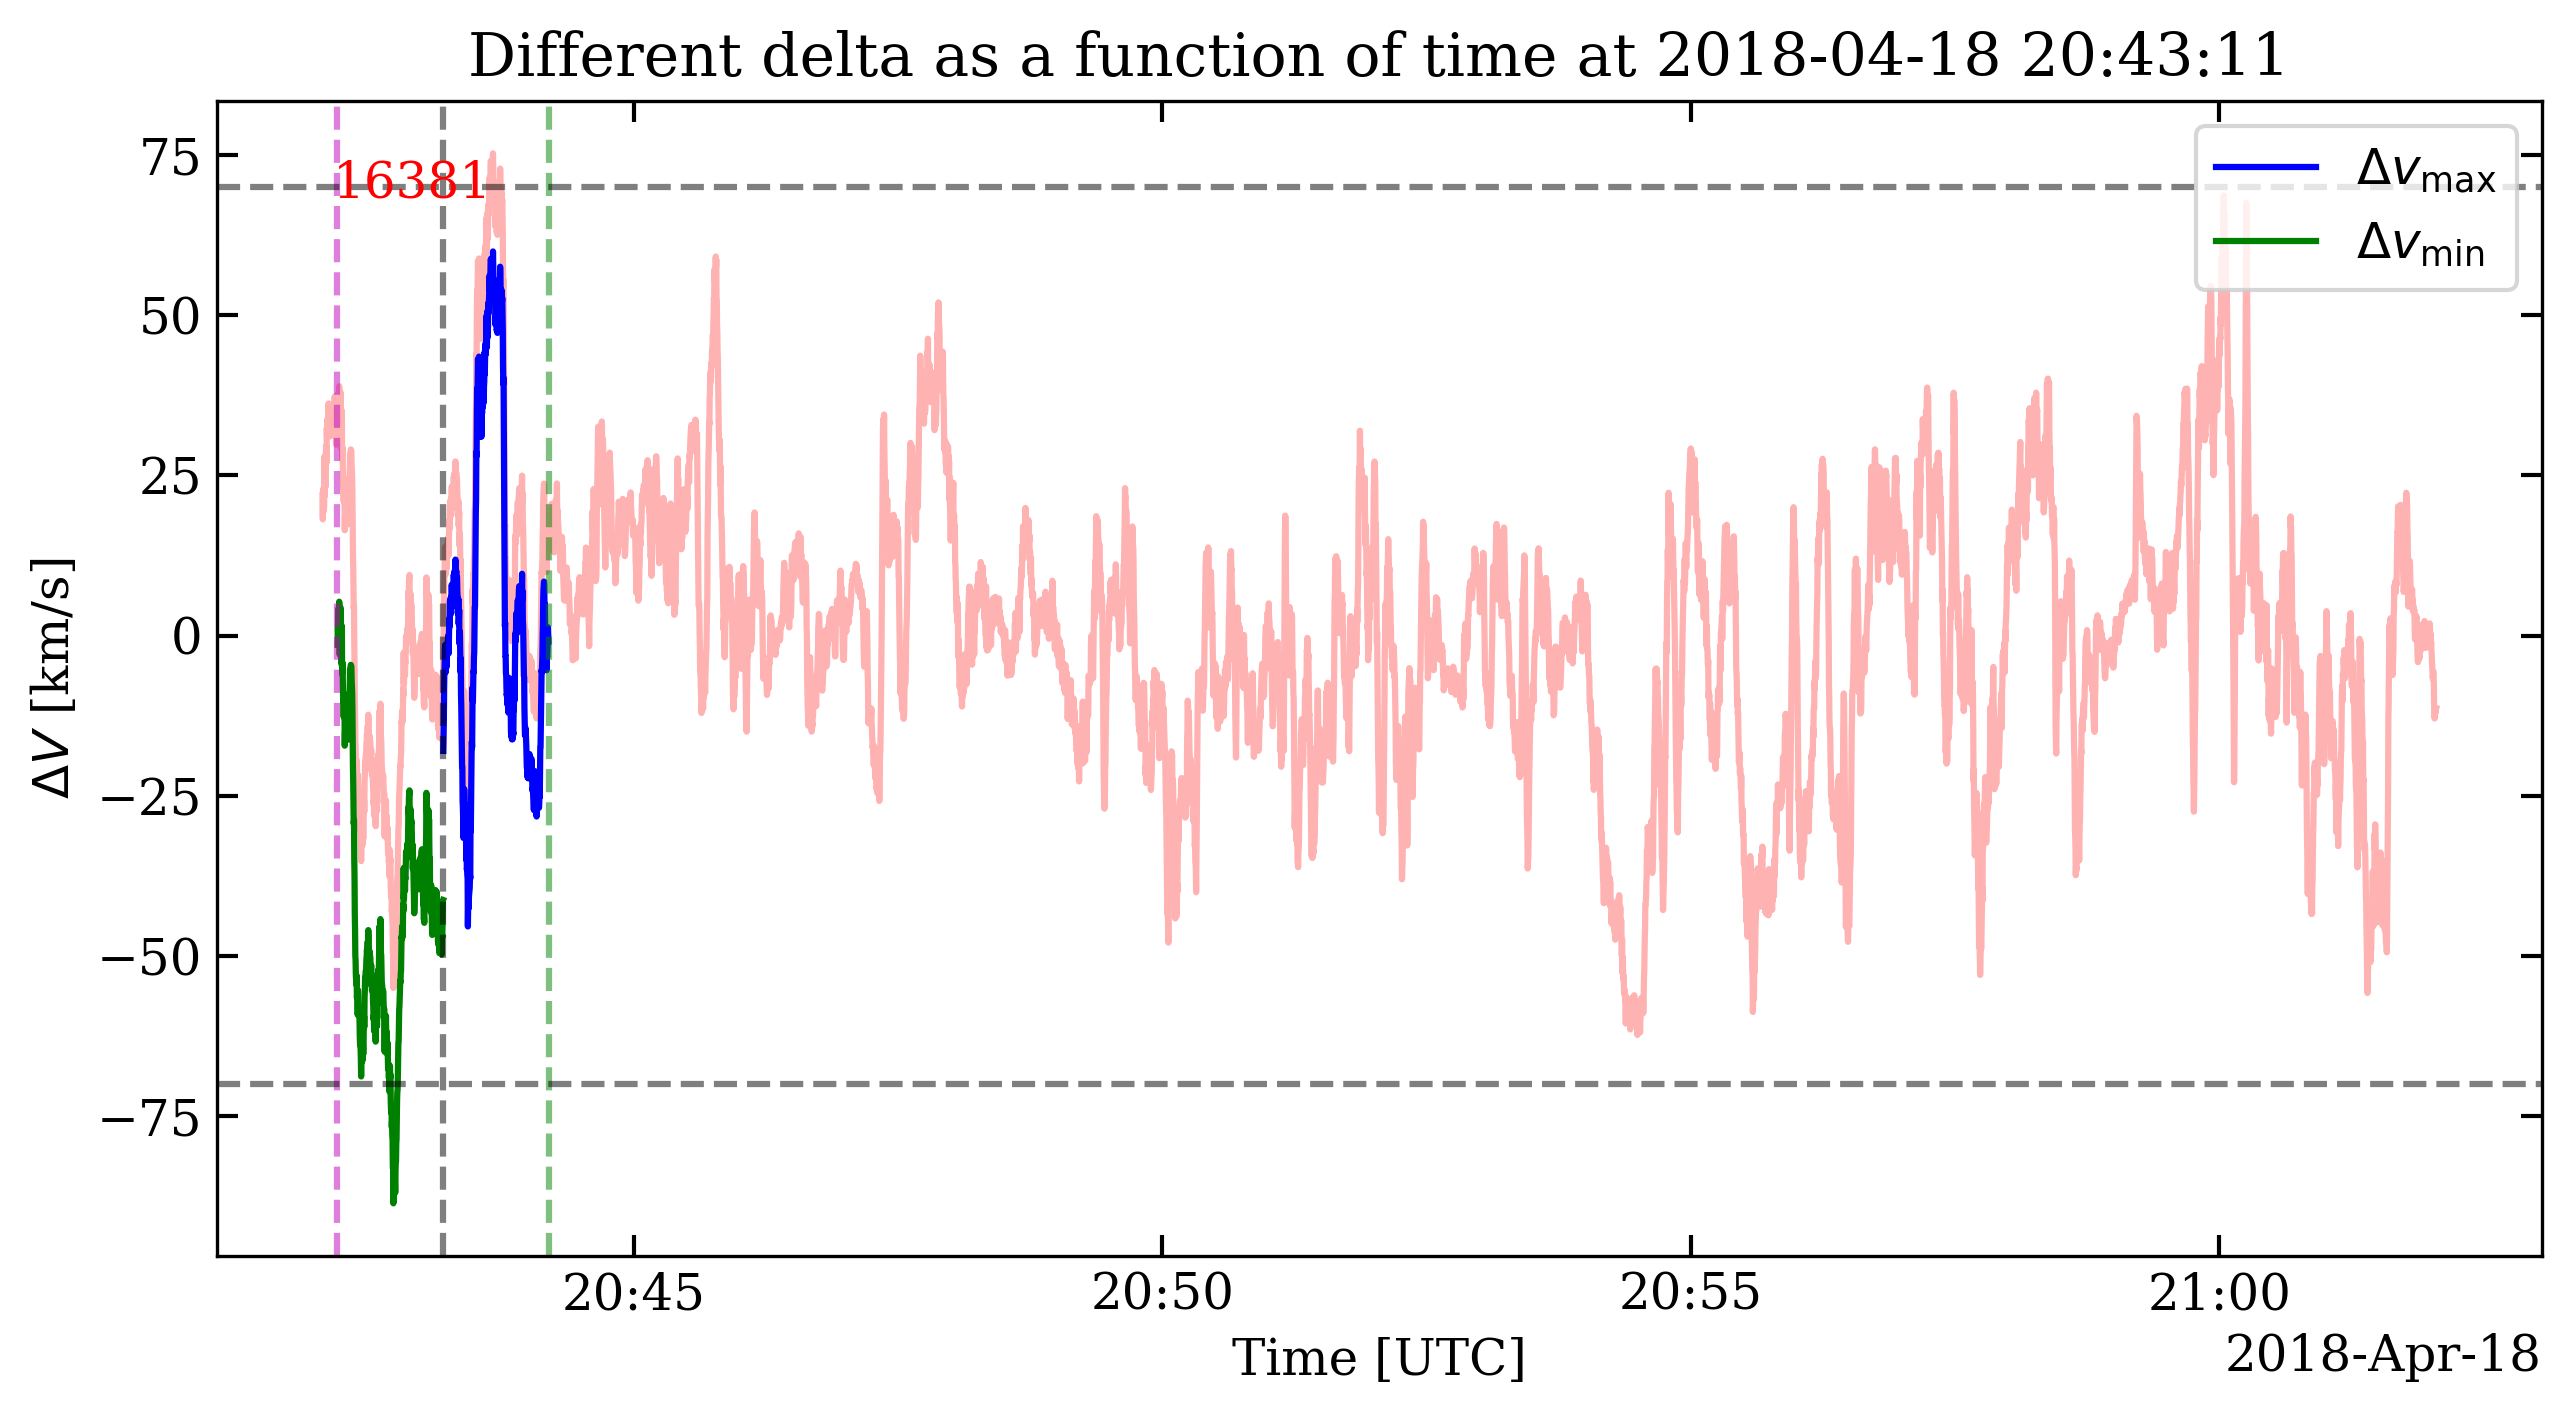 Different delta as a function of time at 2018-04-18 20:43:11
16381
Δv_max
Δv_min
75
50
25
0
−25
−50
−75
ΔV [km/s]
20:45 20:50 20:55 21:00
Time [UTC]
2018-Apr-18